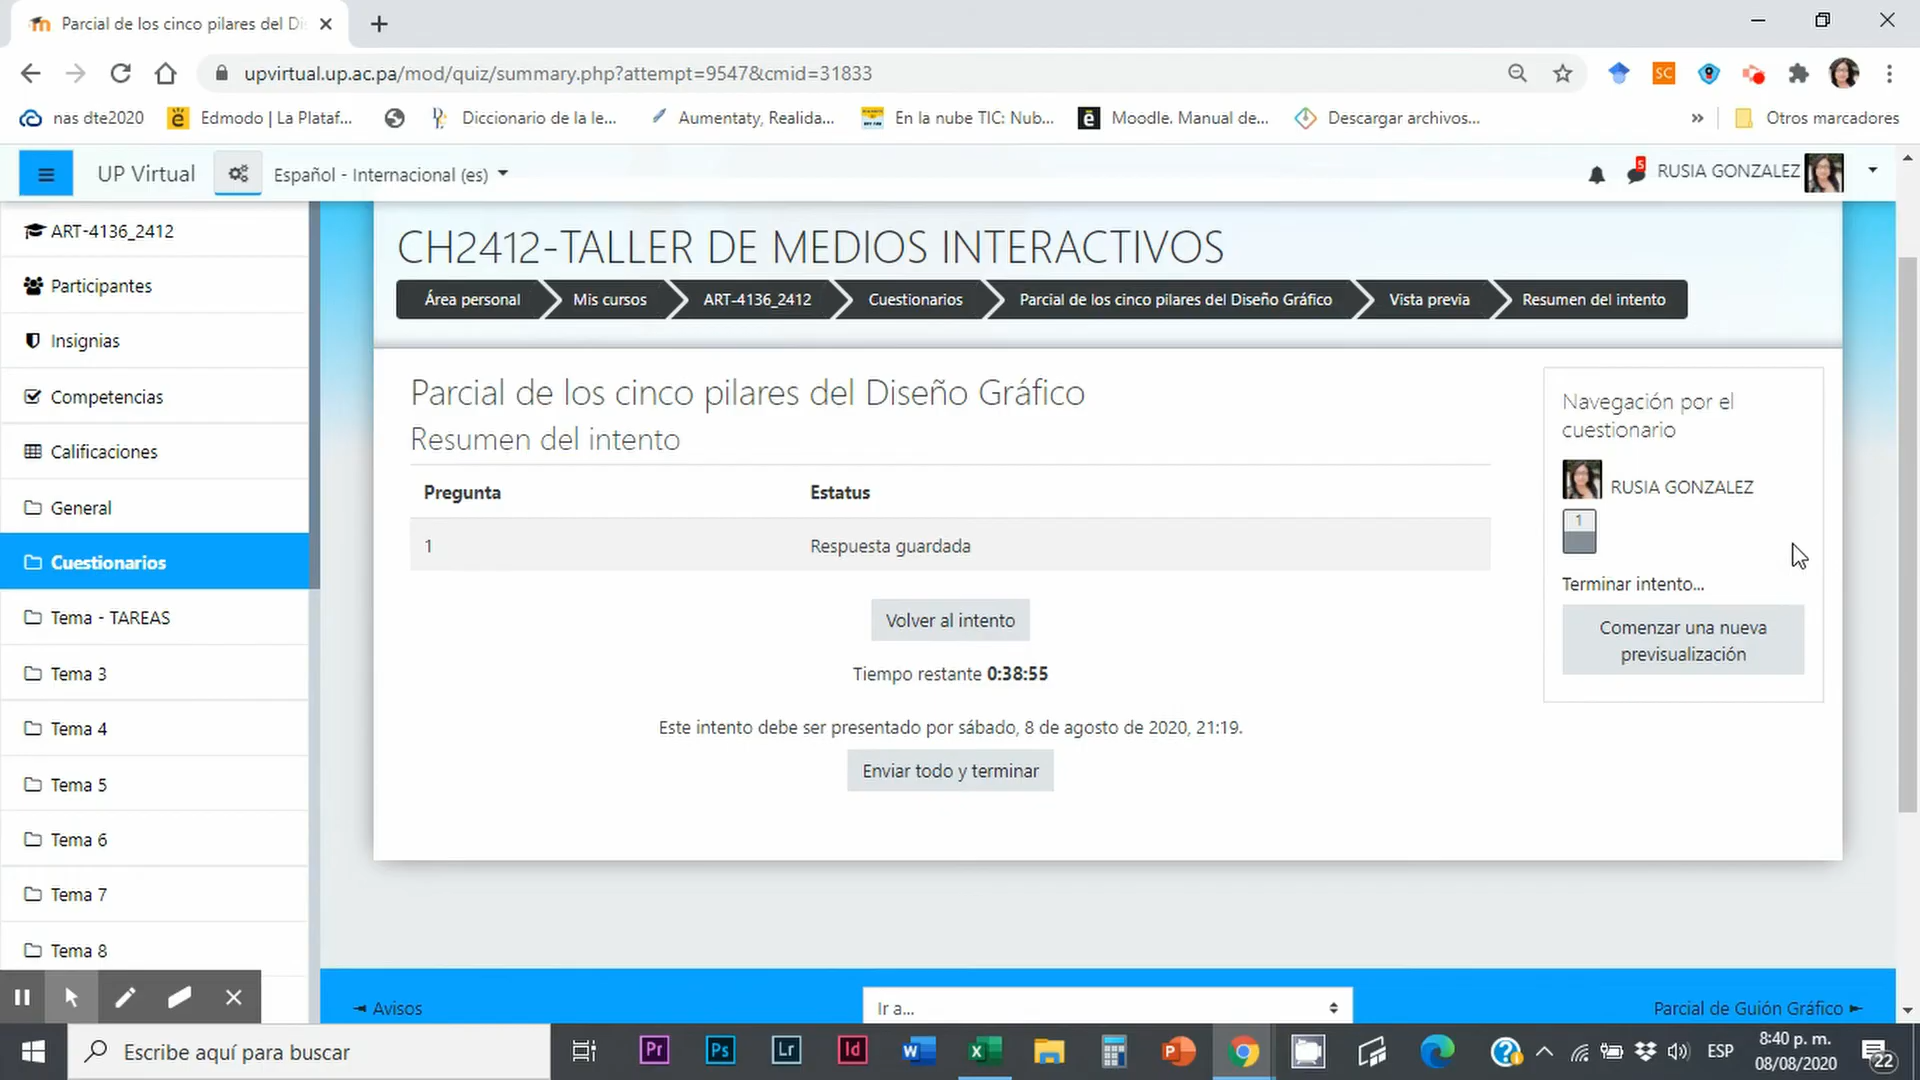 Parcial de los cinco pilares del Di
upvirtual.up.ac.pa/mod/quiz/summary.php?attempt=9547&cmid=31833
SC
nas dte2020
Edmodo | La Plataf...
Diccionario de la le...
Aumentaty, Realida...
En la nube TIC: Nub...
Moodle. Manual de...
Descargar archivos...
»
Otros marcadores
UP Virtual
Español - Internacional (es)
5
RUSIA GONZALEZ
ART-4136_2412
Participantes
Insignias
Competencias
Calificaciones
General
Cuestionarios
Tema - TAREAS
Tema 3
Tema 4
Tema 5
Tema 6
Tema 7
Tema 8
CH2412-TALLER DE MEDIOS INTERACTIVOS
Área personal
Mis cursos
ART-4136_2412
Cuestionarios
Parcial de los cinco pilares del Diseño Gráfico
Vista previa
Resumen del intento
Parcial de los cinco pilares del Diseño Gráfico
Resumen del intento
Pregunta Estatus
1 Respuesta guardada
Volver al intento
Tiempo restante 0:38:55
Este intento debe ser presentado por sábado, 8 de agosto de 2020, 21:19.
Enviar todo y terminar
Navegación por el
cuestionario
RUSIA GONZALEZ
1
Terminar intento...
Comenzar una nueva
previsualización
◄ Avisos
Ir a...
Parcial de Guión Gráfico ►
Escribe aquí para buscar
Pr
Ps
Lr
Id
W
X
P
ESP
8:40 p. m.
08/08/2020
22